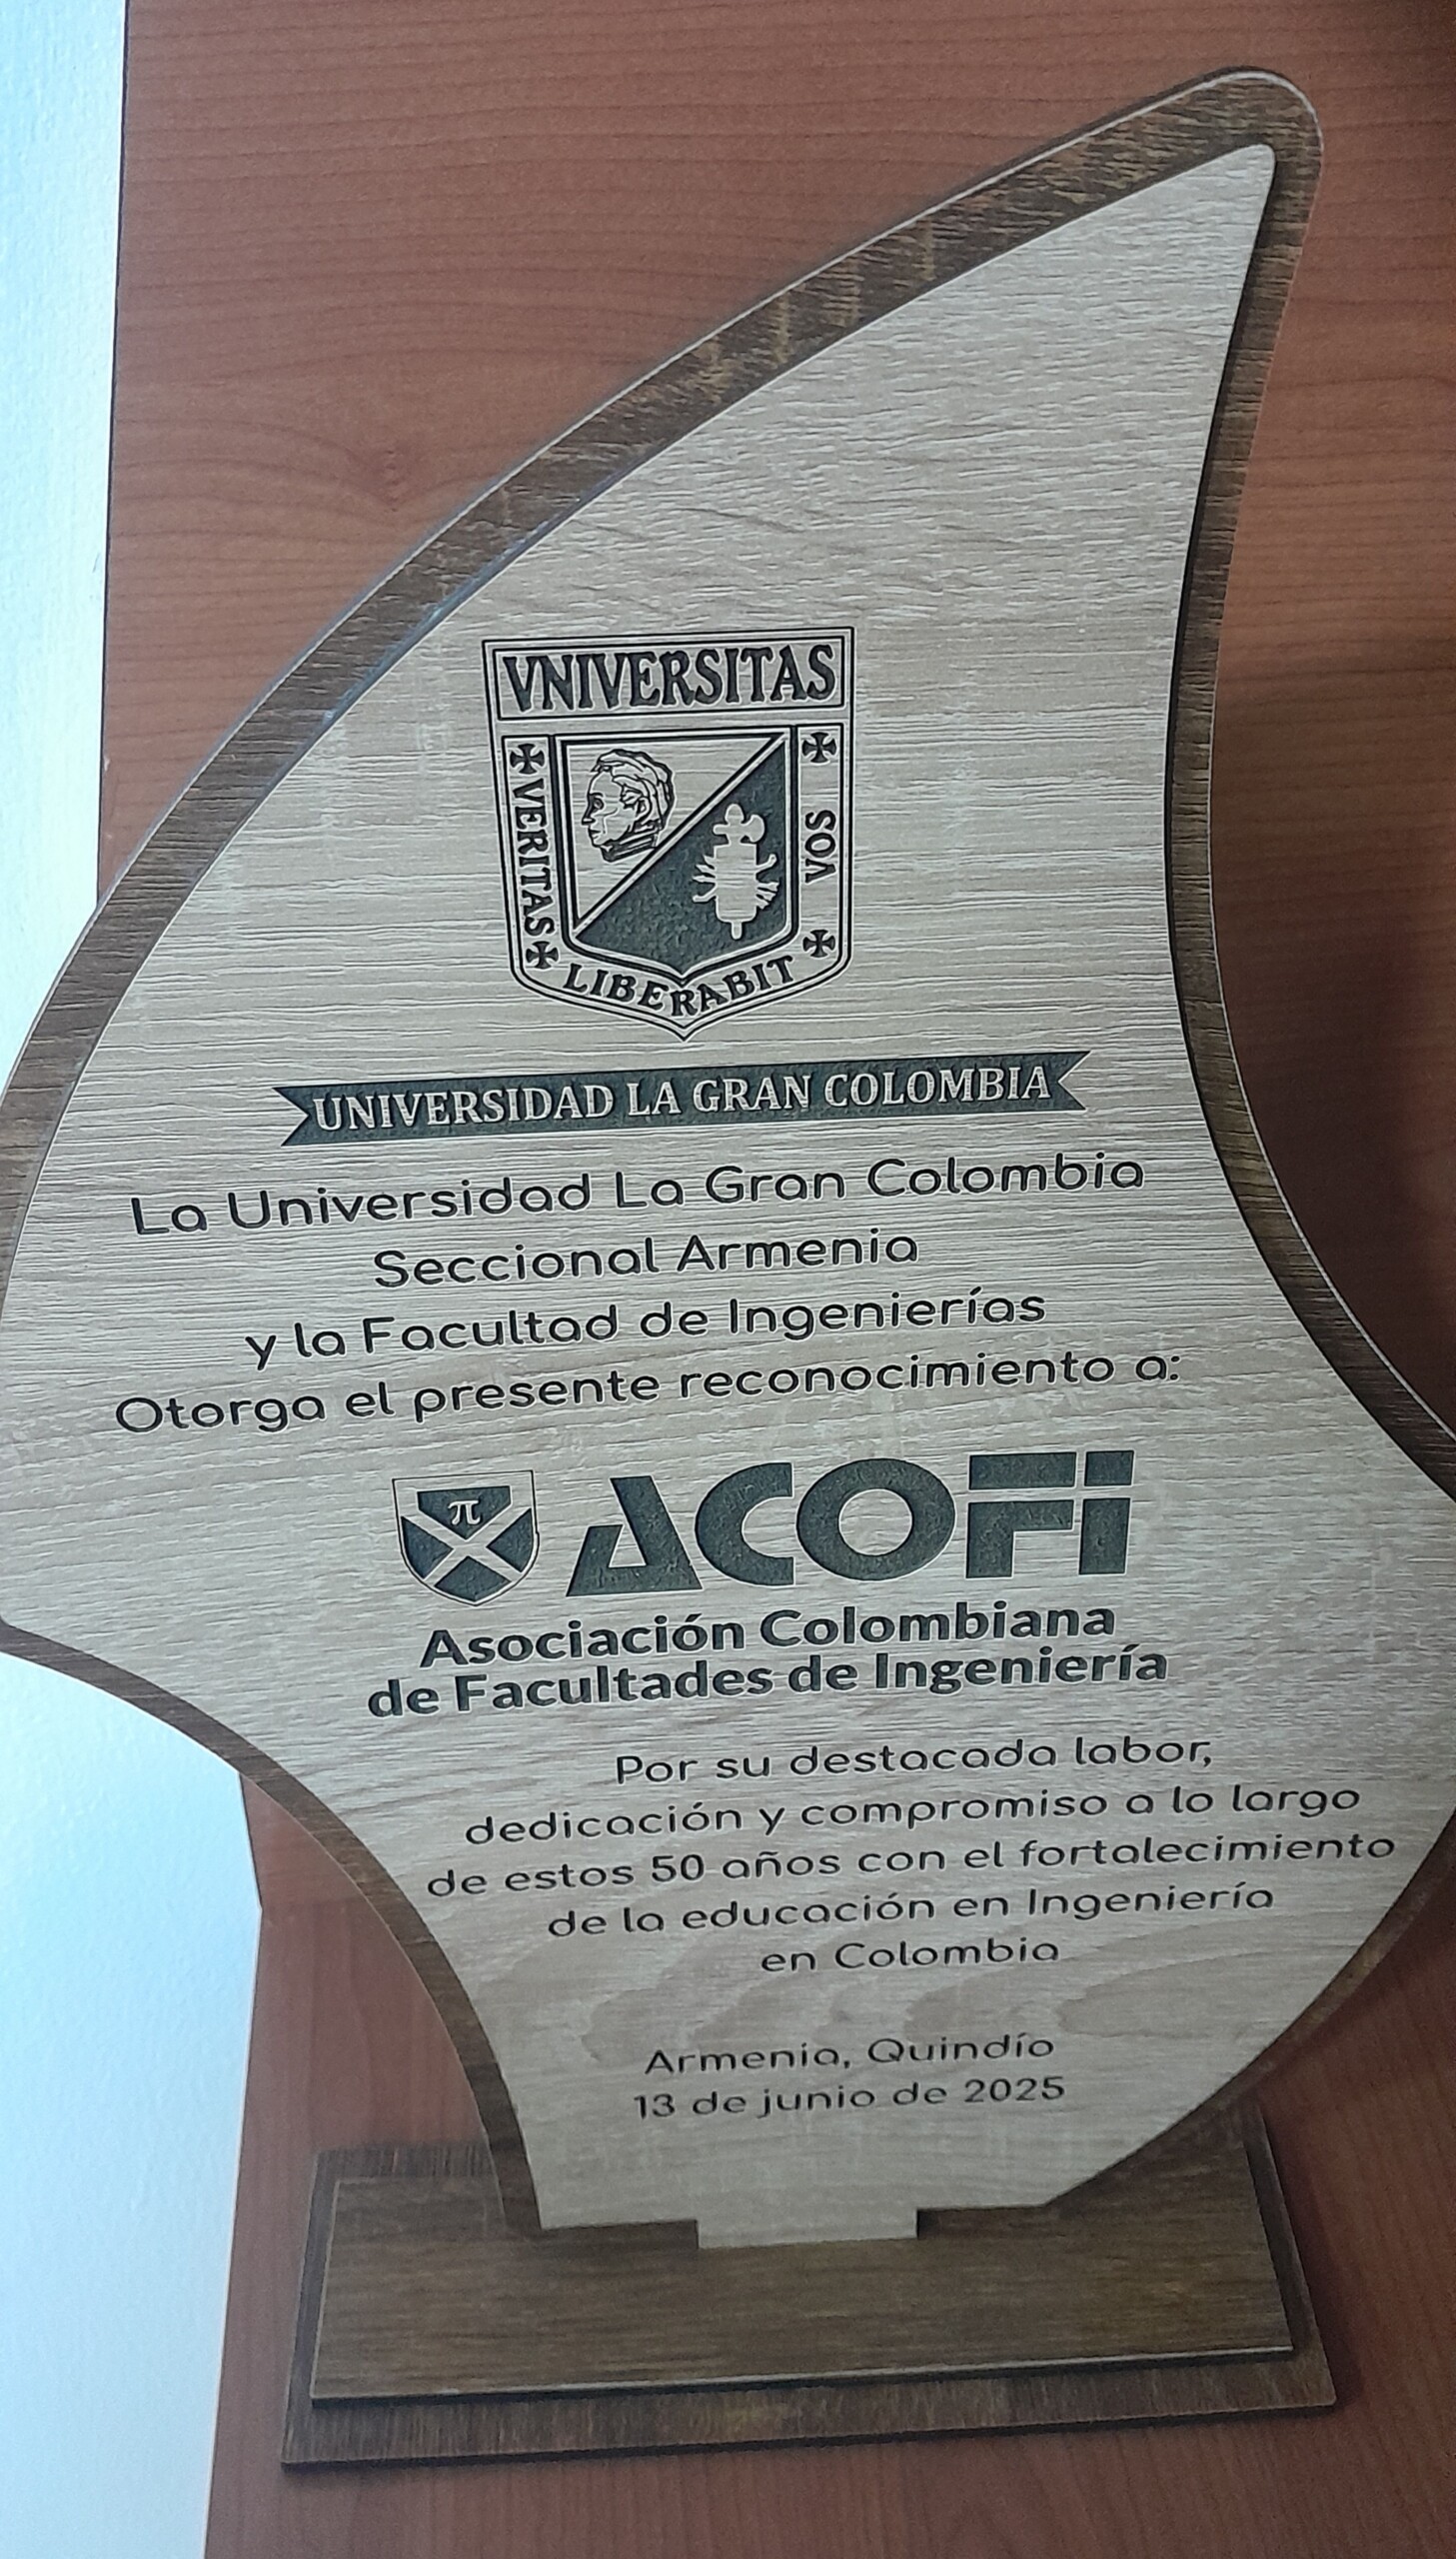 VNIVERSITAS
VERITAS
LIBERABIT
VOS
UNIVERSIDAD LA GRAN COLOMBIA
La Universidad La Gran Colombia
Seccional Armenia
y la Facultad de Ingenierías
Otorga el presente reconocimiento a:
π
ACOFI
Asociación Colombiana
de Facultades de Ingeniería
Por su destacada labor,
dedicación y compromiso a lo largo
de estos 50 años con el fortalecimiento
de la educación en Ingeniería
en Colombia
Armenia, Quindío
13 de junio de 2025